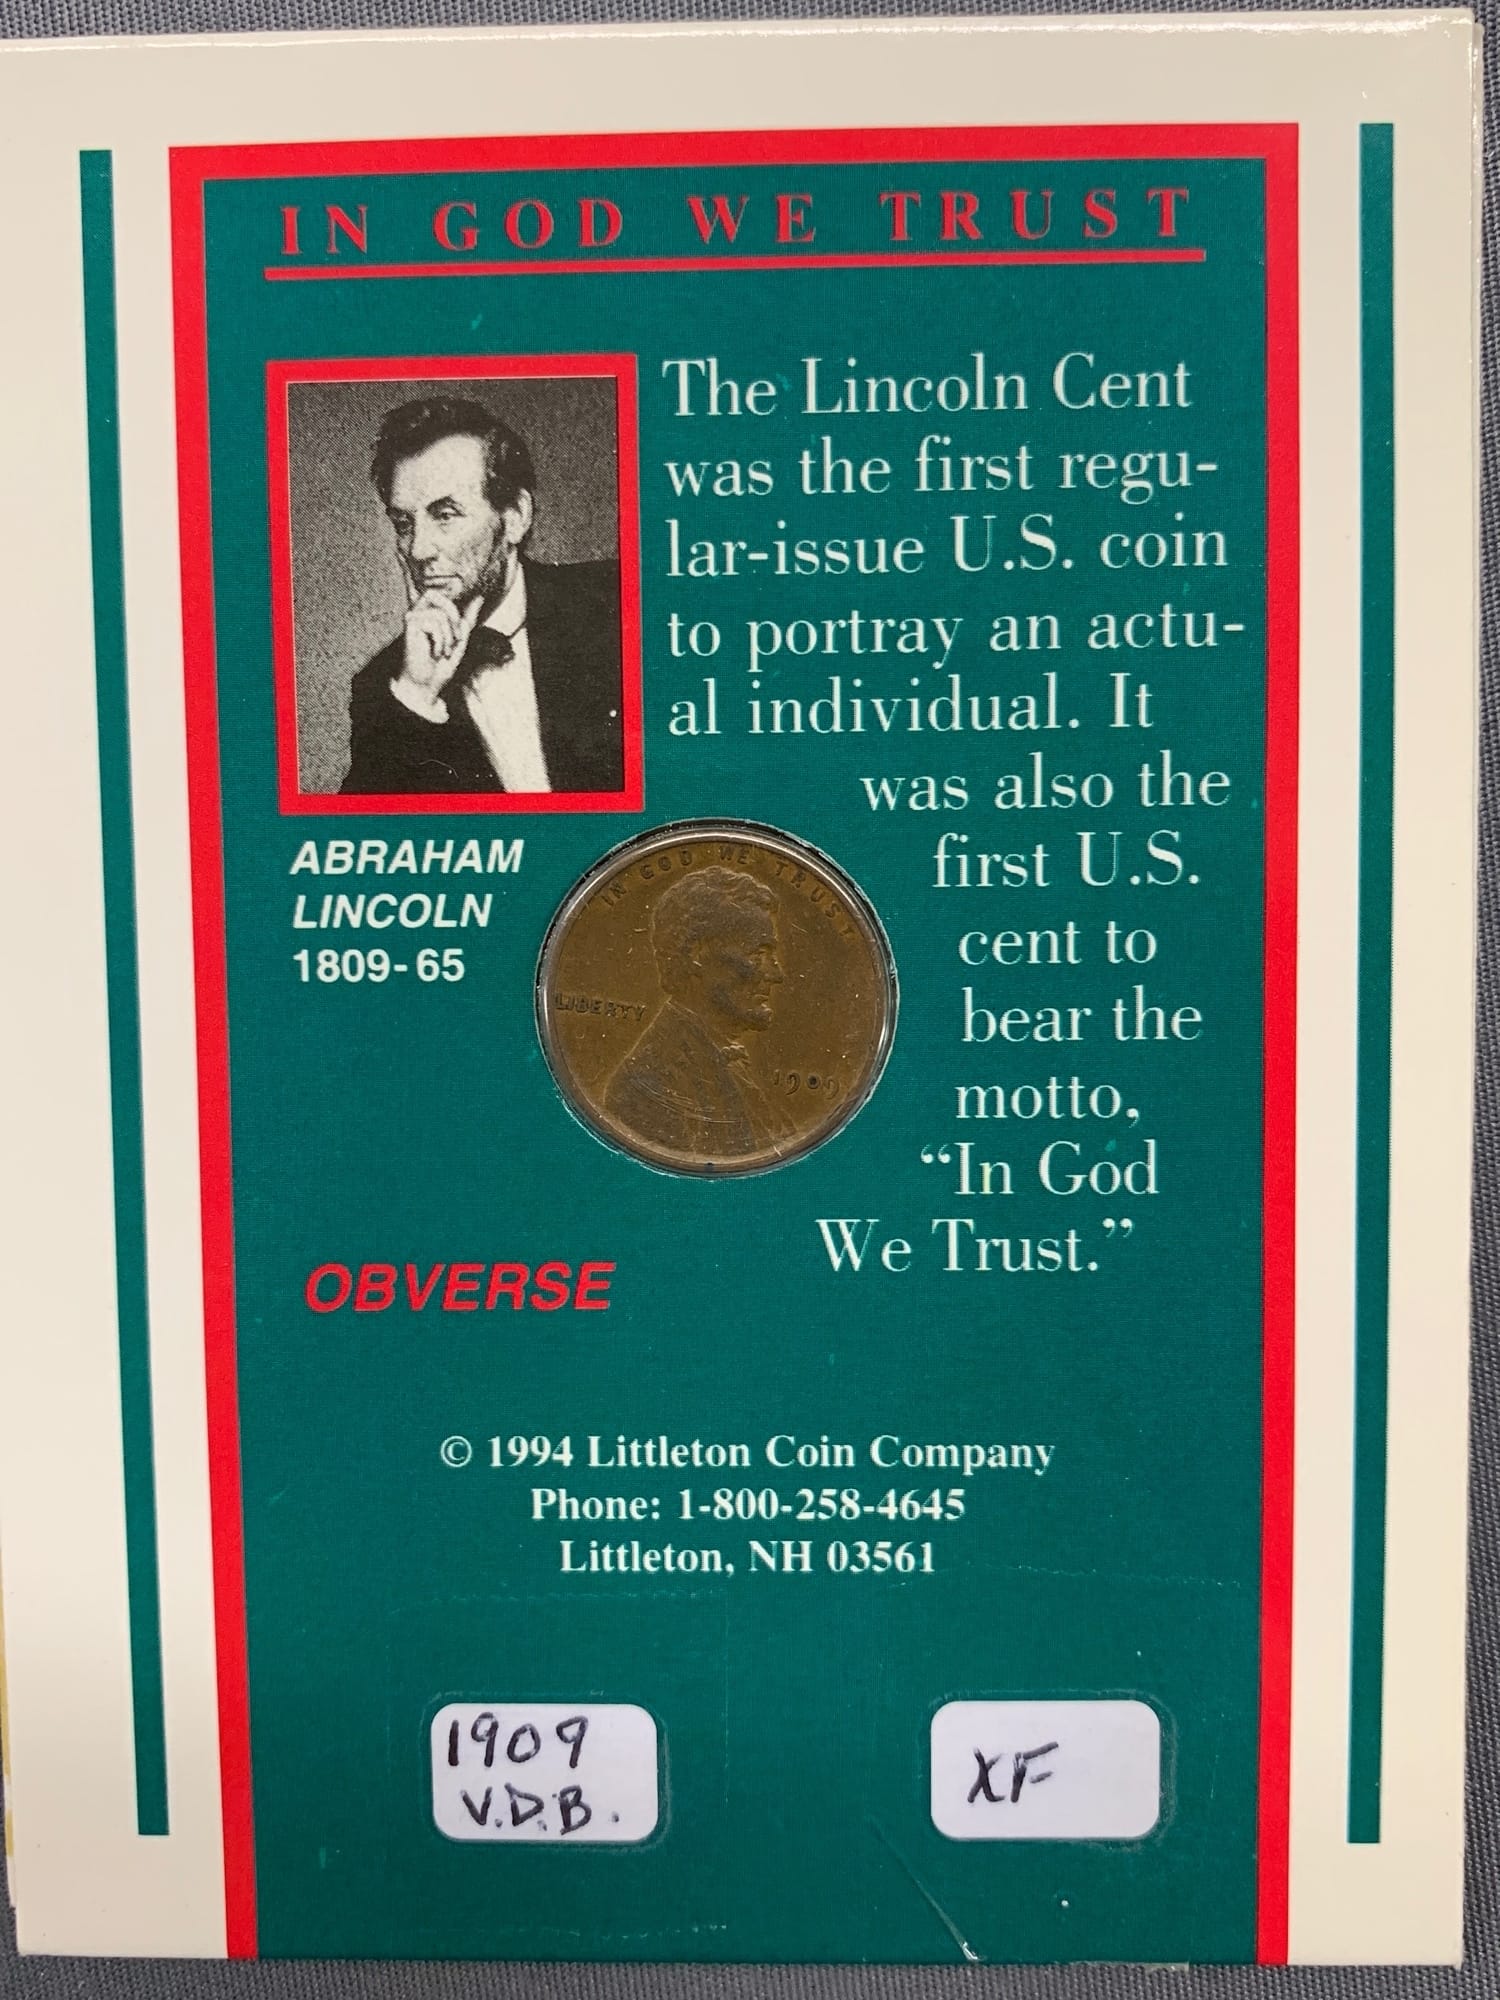 IN GOD WE TRUST
The Lincoln Cent
was the first regu-
lar-issue U.S. coin
to portray an actu-
al individual. It
was also the
first U.S.
cent to
bear the
motto,
“In God
We Trust.”
ABRAHAM
LINCOLN
1809-65
IN GOD WE TRUST
LIBERTY
1909
OBVERSE
© 1994 Littleton Coin Company
Phone: 1-800-258-4645
Littleton, NH 03561
1909
V.D.B.
XF